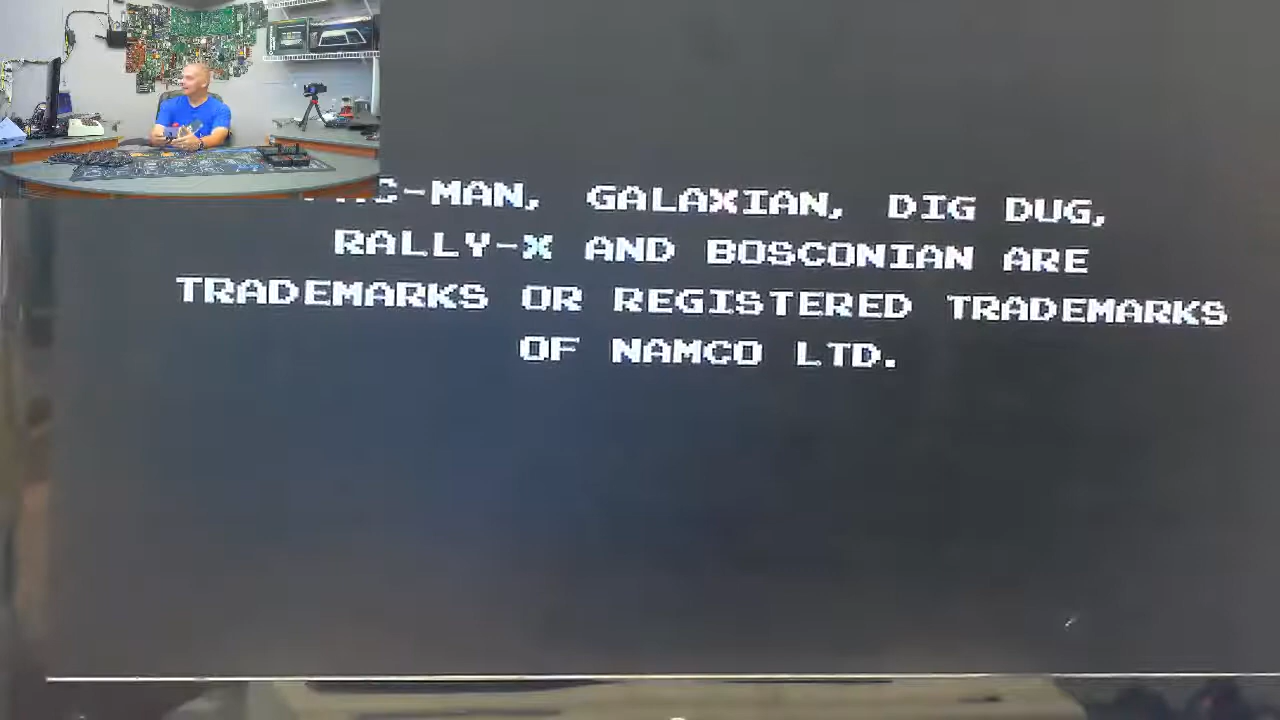 C-MAN, GALAXIAN, DIG DUG,
RALLY-X AND BOSCONIAN ARE
TRADEMARKS OR REGISTERED TRADEMARKS
OF NAMCO LTD.